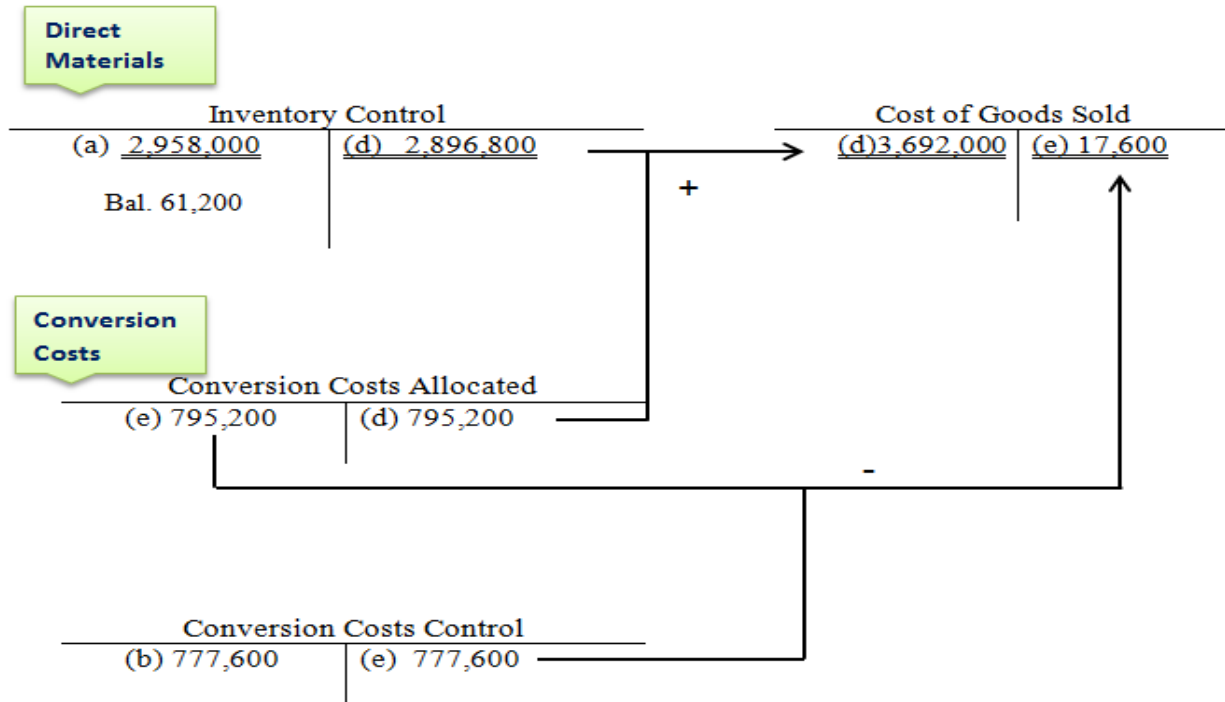 Direct
Materials
Inventory Control
Cost of Goods Sold
(a) 2,958,000 (d) 2,896,800
(d)3,692,000 (e) 17,600
+
Bal. 61,200
Conversion
Costs
Conversion Costs Allocated
(e) 795,200 (d) 795,200
-
Conversion Costs Control
(b) 777,600 (e) 777,600